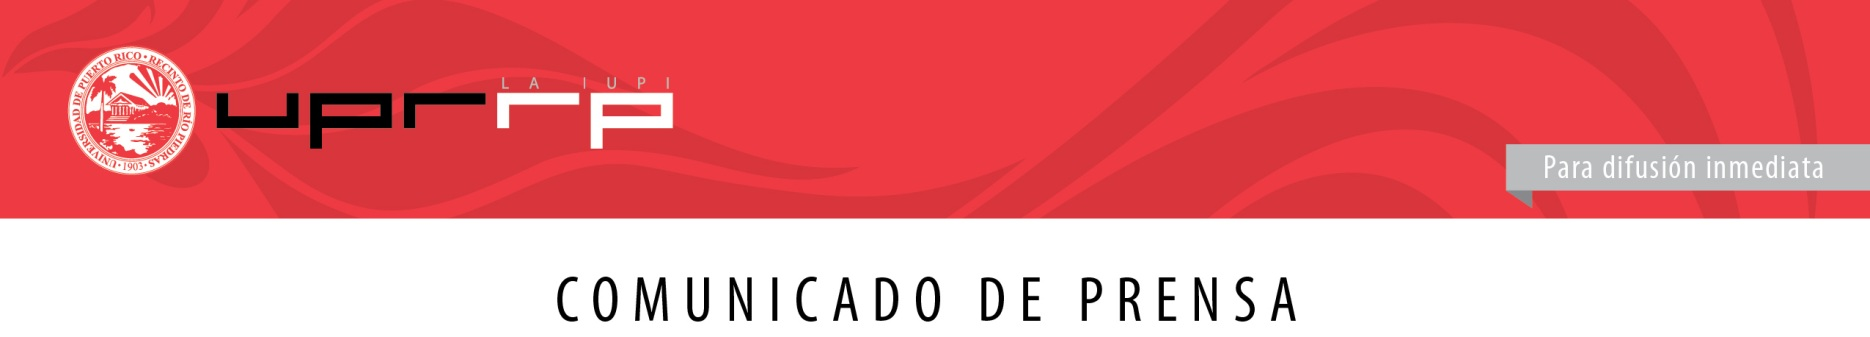 UNIVERSIDAD DE PUERTO RICO • RECINTO DE RÍO PIEDRAS • 1903 •
LA IUPI
uprrp
Para difusión inmediata
COMUNICADO DE PRENSA